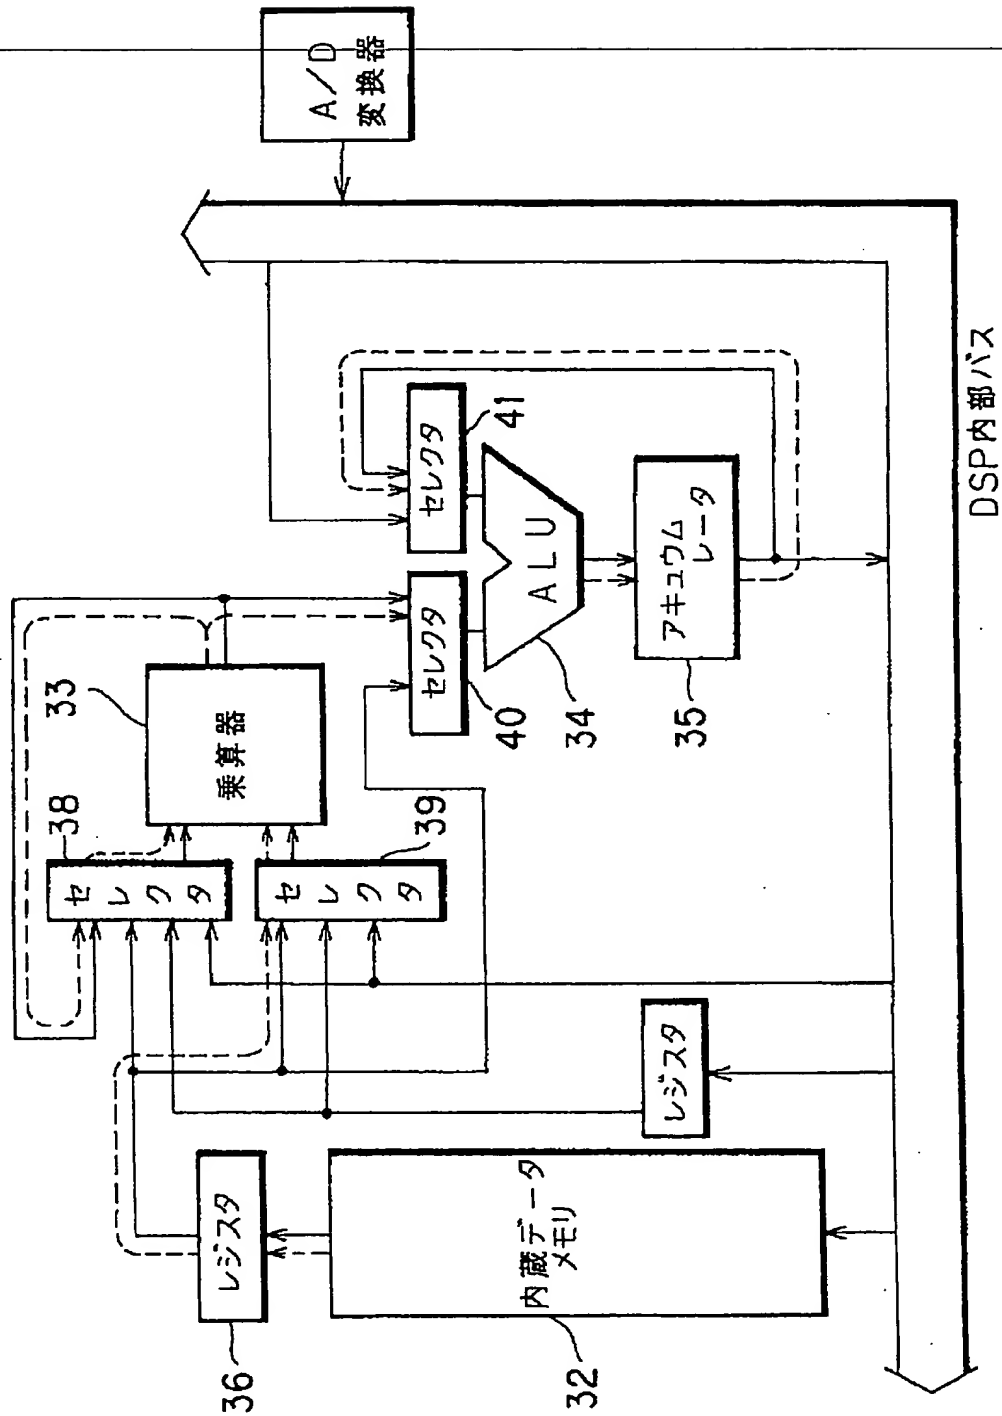 36
レジスタ
38
セレクタ
33
乗算器
39
セレクタ
A/D
変換器
32
内蔵データ
メモリ
レジスタ
40
セレクタ
41
セレクタ
34
ALU
35
アキュウム
レータ
DSP内部バス